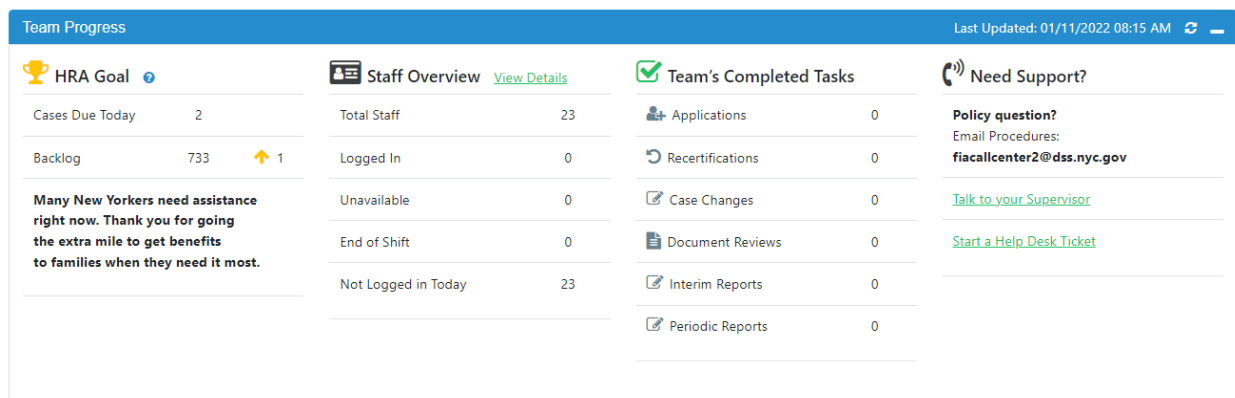 Team Progress
Last Updated: 01/11/2022 08:15 AM
HRA Goal
Cases Due Today 2
Backlog 733 1
Many New Yorkers need assistance
right now. Thank you for going
the extra mile to get benefits
to families when they need it most.
Staff Overview View Details
Total Staff 23
Logged In 0
Unavailable 0
End of Shift 0
Not Logged in Today 23
Team's Completed Tasks
Applications 0
Recertifications 0
Case Changes 0
Document Reviews 0
Interim Reports 0
Periodic Reports 0
Need Support?
Policy question?
Email Procedures:
fiacallcenter2@dss.nyc.gov
Talk to your Supervisor
Start a Help Desk Ticket